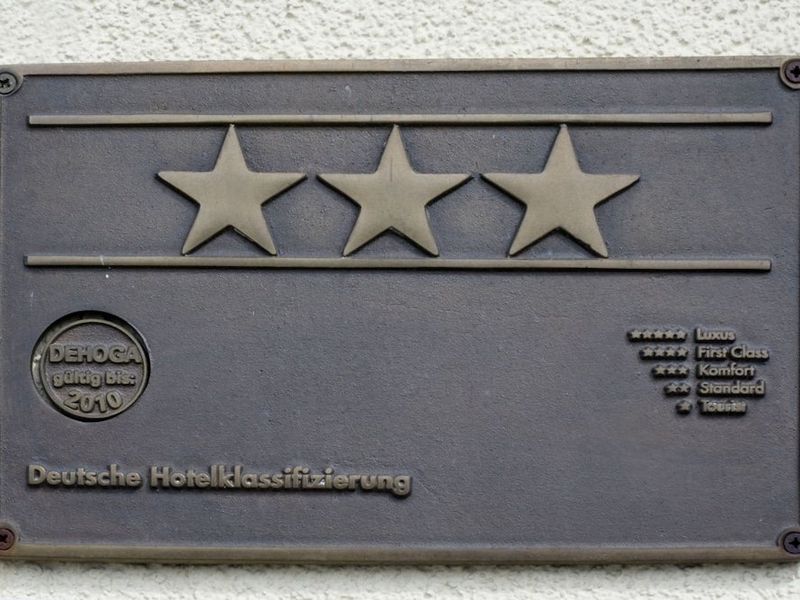 DEHOGA
gültig bis:
2010
Luxus
First Class
Komfort
Standard
Tourist
Deutsche Hotelklassifizierung